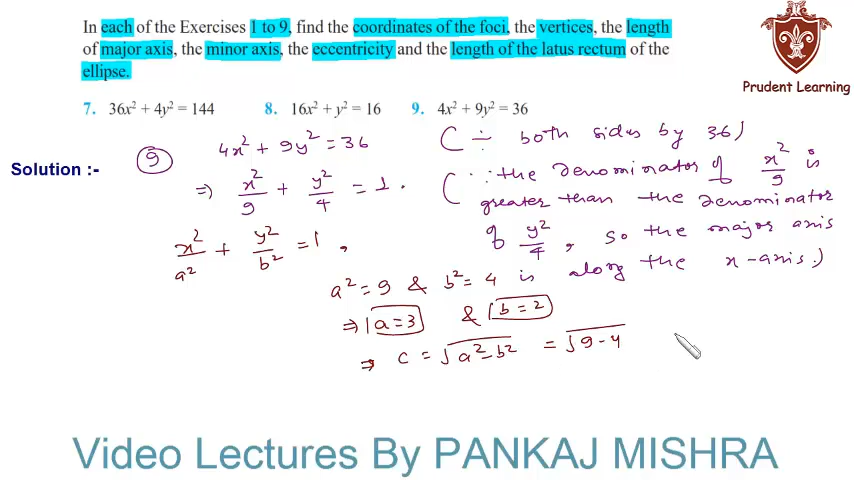 In each of the Exercises 1 to 9, find the coordinates of the foci, the vertices, the length
of major axis, the minor axis, the eccentricity and the length of the latus rectum of the
ellipse.
Prudent Learning
7. 36x² + 4y² = 144 8. 16x² + y² = 16 9. 4x² + 9y² = 36
Solution :-
9 4x² + 9y² = 36 (÷ both sides by 36)
⇒ x²/9 + y²/4 = 1. (∵ the denominator of x²/9 is
greater than the denominator
x²/a² + y²/b² = 1, of y²/4, so the major axis
is along the x-axis.)
a² = 9 & b² = 4
⇒ a = 3 & b = 2
⇒ c = √a² - b² = √9 - 4
Video Lectures By PANKAJ MISHRA